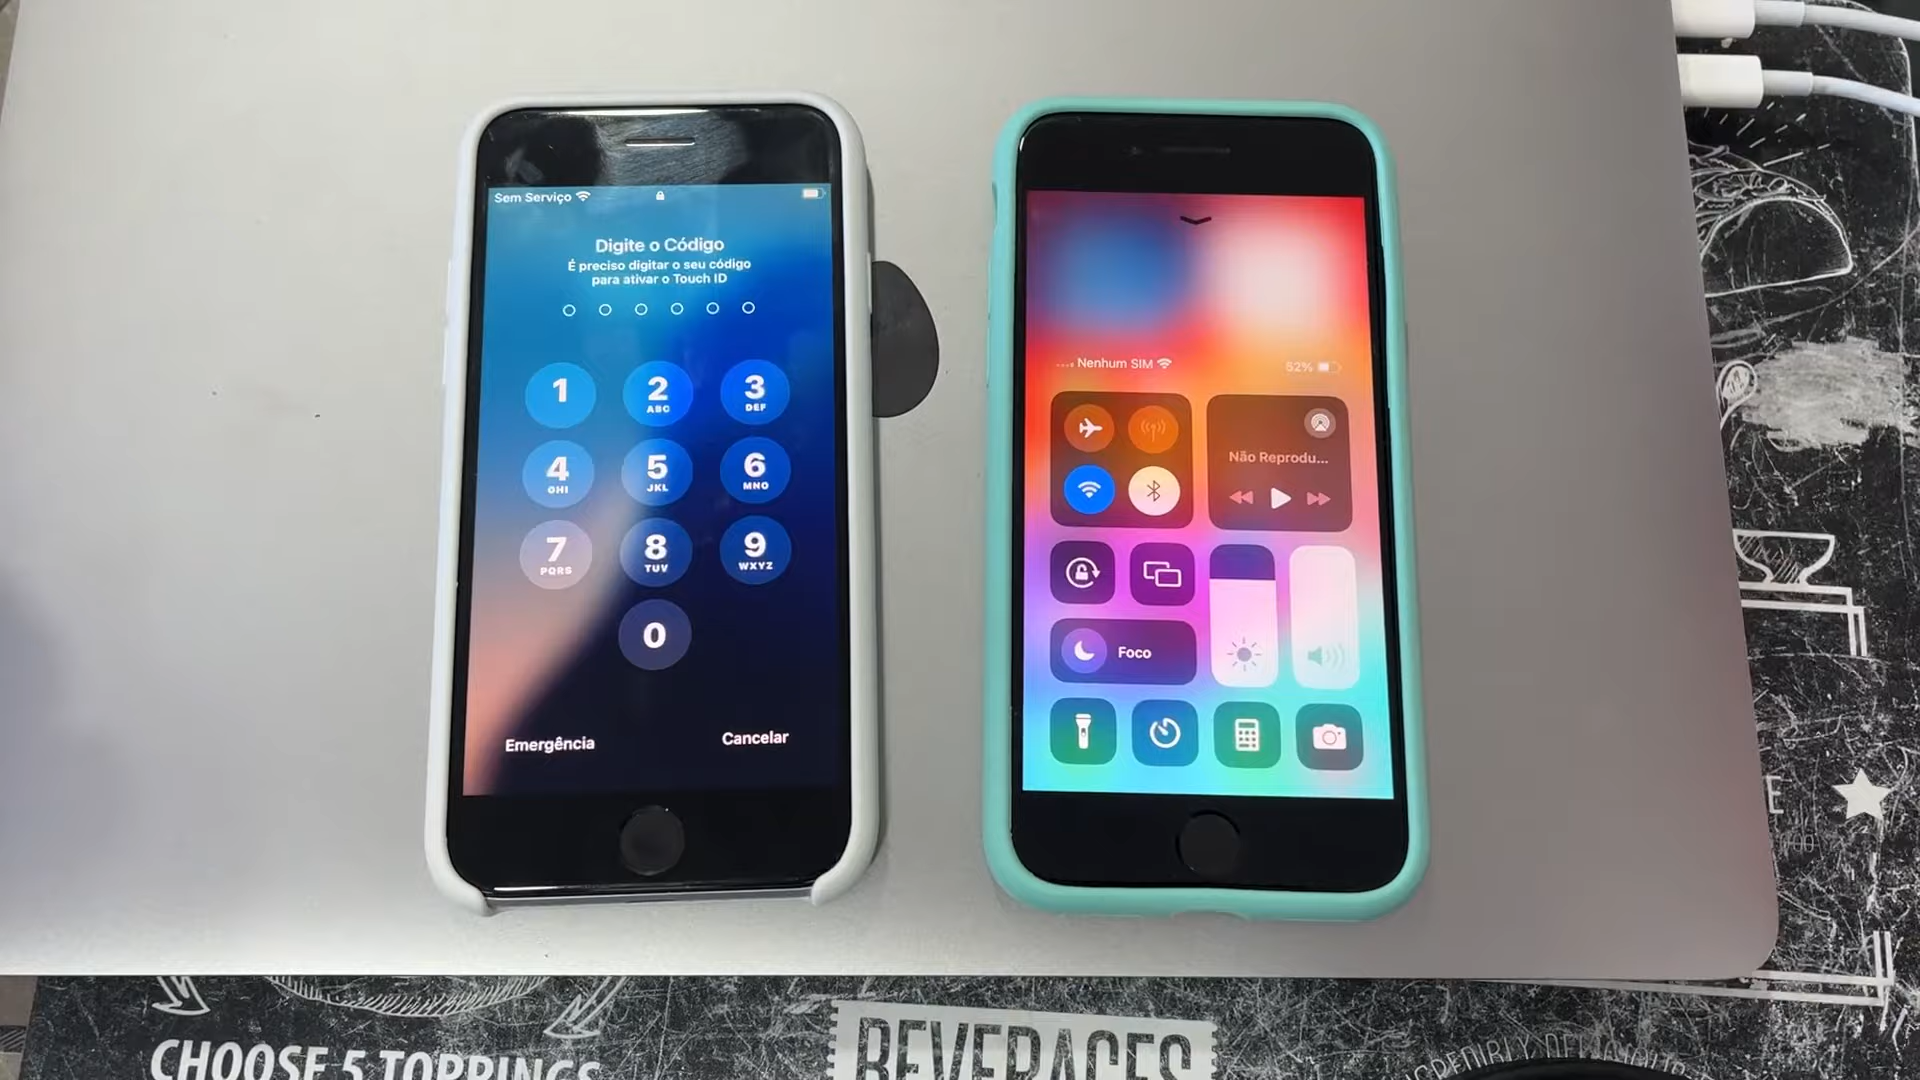 Sem Serviço
Digite o Código
É preciso digitar o seu código
para ativar o Touch ID
1
2
ABC
3
DEF
4
GHI
5
JKL
6
MNO
7
PQRS
8
TUV
9
WXYZ
0
Emergência
Cancelar
Nenhum SIM
52%
Não Reprodu...
Foco
E
CHOOSE 5 TOPPINGS
BEVERAGES
INCREDIBLY DELICIOUS